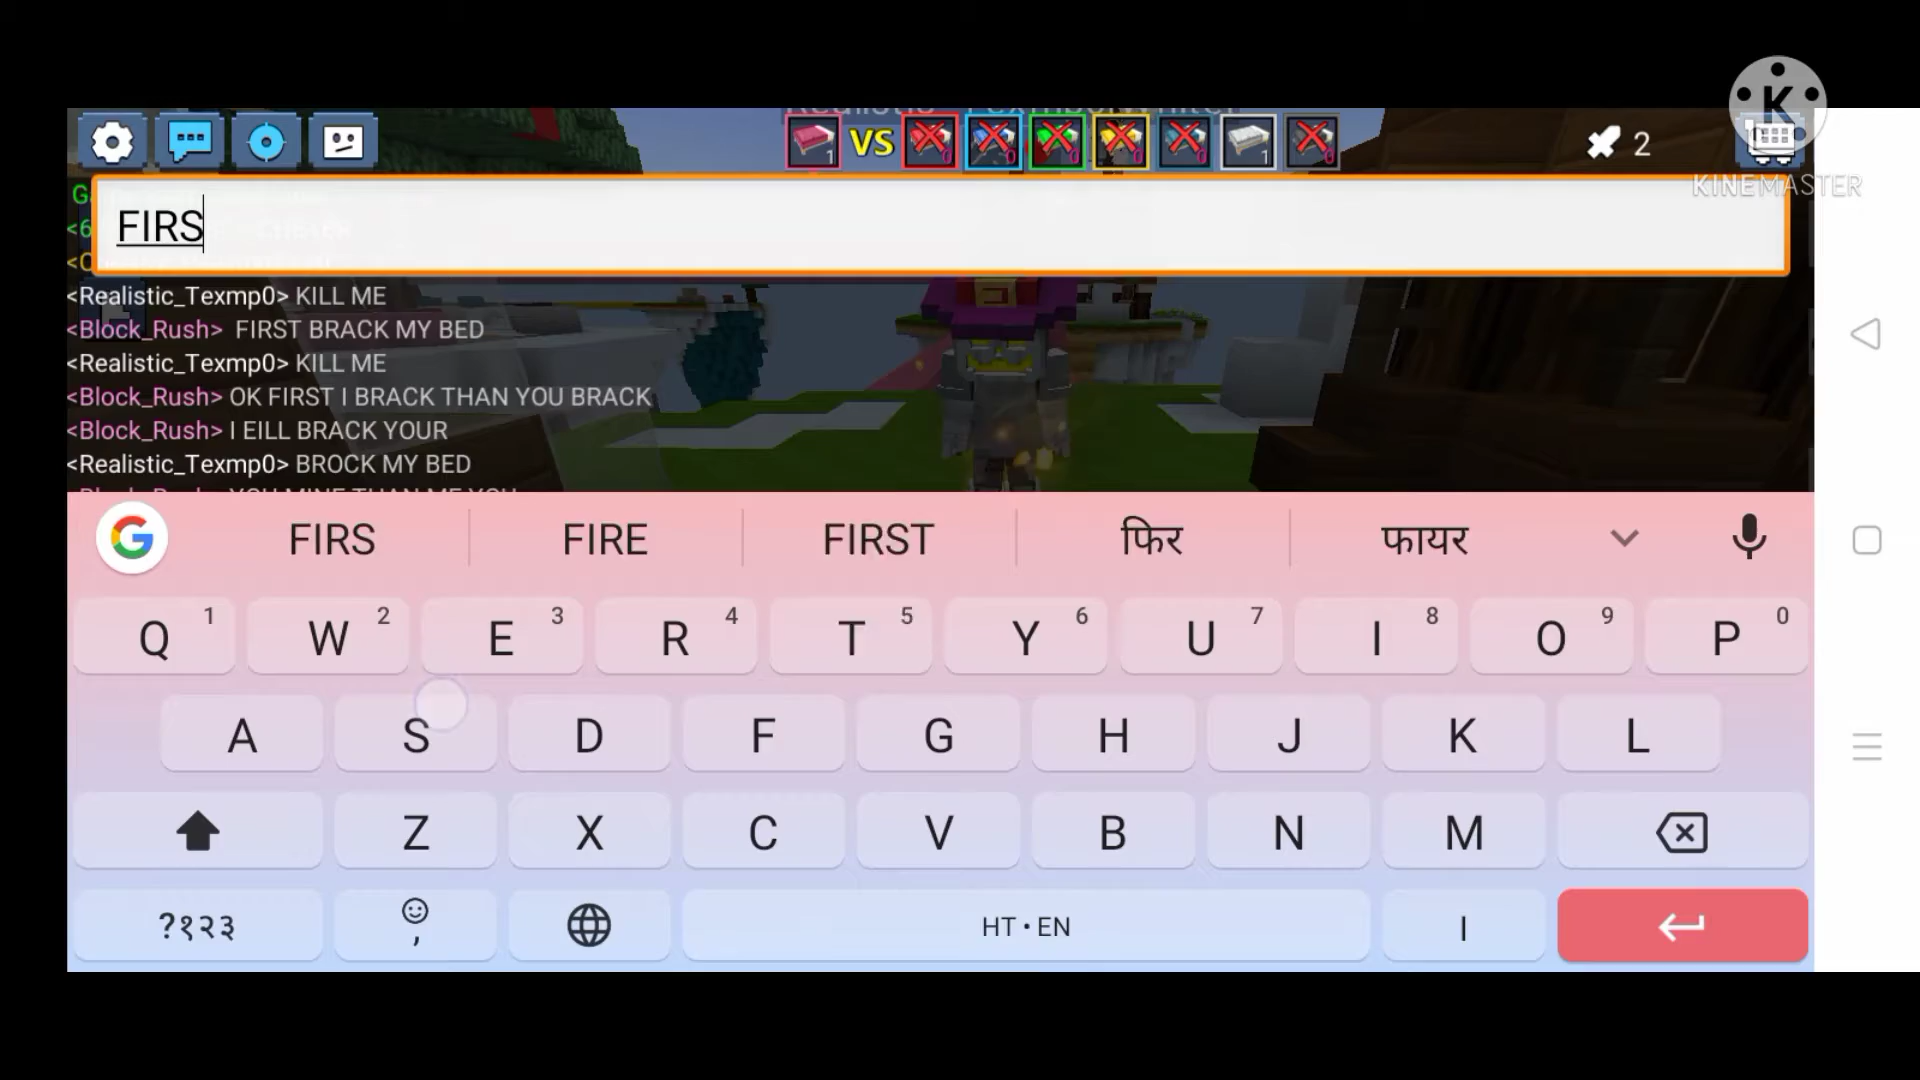 VS
2
K
KINEMASTER
FIRS
<Realistic_Texmp0> KILL ME
<Block_Rush> FIRST BRACK MY BED
<Realistic_Texmp0> KILL ME
<Block_Rush> OK FIRST I BRACK THAN YOU BRACK
<Block_Rush> I EILL BRACK YOUR
<Realistic_Texmp0> BROCK MY BED
G FIRS FIRE FIRST फिर फायर
Q 1 W 2 E 3 R 4 T 5 Y 6 U 7 I 8 O 9 P 0
A S D F G H J K L
Z X C V B N M
?१२३ , HT • EN |